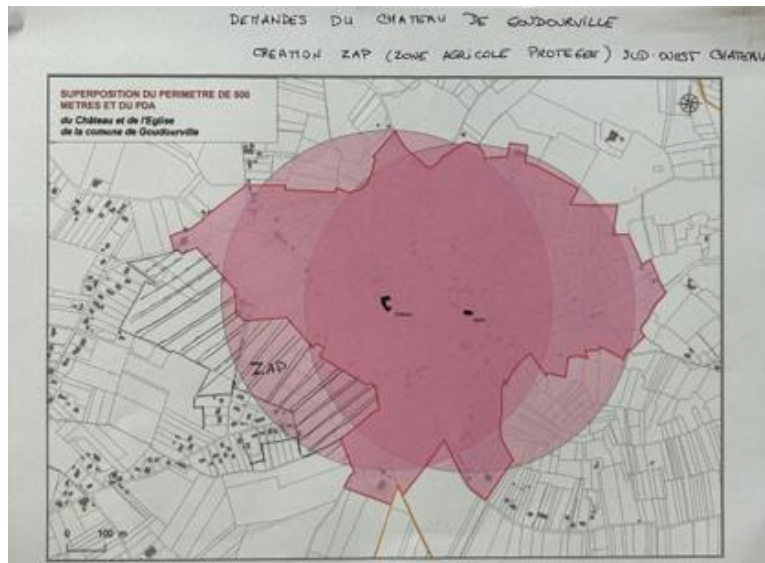 DEMANDES DU CHATEAU DE GOUDOURVILLE
CREATION ZAP (ZONE AGRICOLE PROTEGEE) SUD-OUEST CHATEAU
SUPERPOSITION DU PERIMETRE DE 500
METRES ET DU PDA
du Château et de l'Eglise
de la comune de Goudourville
ZAP
0 100 m